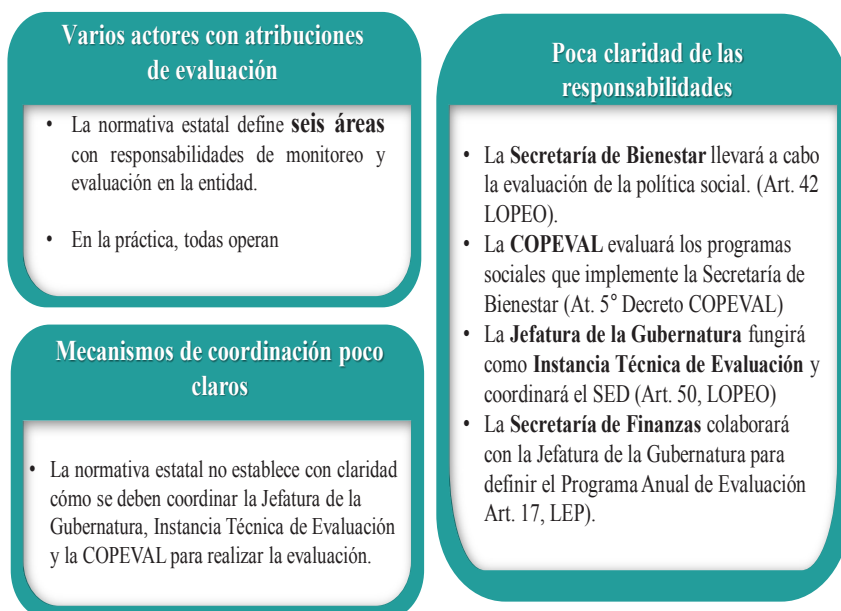 Varios actores con atribuciones
de evaluación
• La normativa estatal define seis áreas
con responsabilidades de monitoreo y
evaluación en la entidad.
• En la práctica, todas operan
Mecanismos de coordinación poco
claros
• La normativa estatal no establece con claridad
cómo se deben coordinar la Jefatura de la
Gubernatura, Instancia Técnica de Evaluación
y la COPEVAL para realizar la evaluación.
Poca claridad de las
responsabilidades
• La Secretaría de Bienestar llevará a cabo
la evaluación de la política social. (Art. 42
LOPEO).
• La COPEVAL evaluará los programas
sociales que implemente la Secretaría de
Bienestar (At. 5° Decreto COPEVAL)
• La Jefatura de la Gubernatura fungirá
como Instancia Técnica de Evaluación y
coordinará el SED (Art. 50, LOPEO)
• La Secretaría de Finanzas colaborará
con la Jefatura de la Gubernatura para
definir el Programa Anual de Evaluación
Art. 17, LEP).